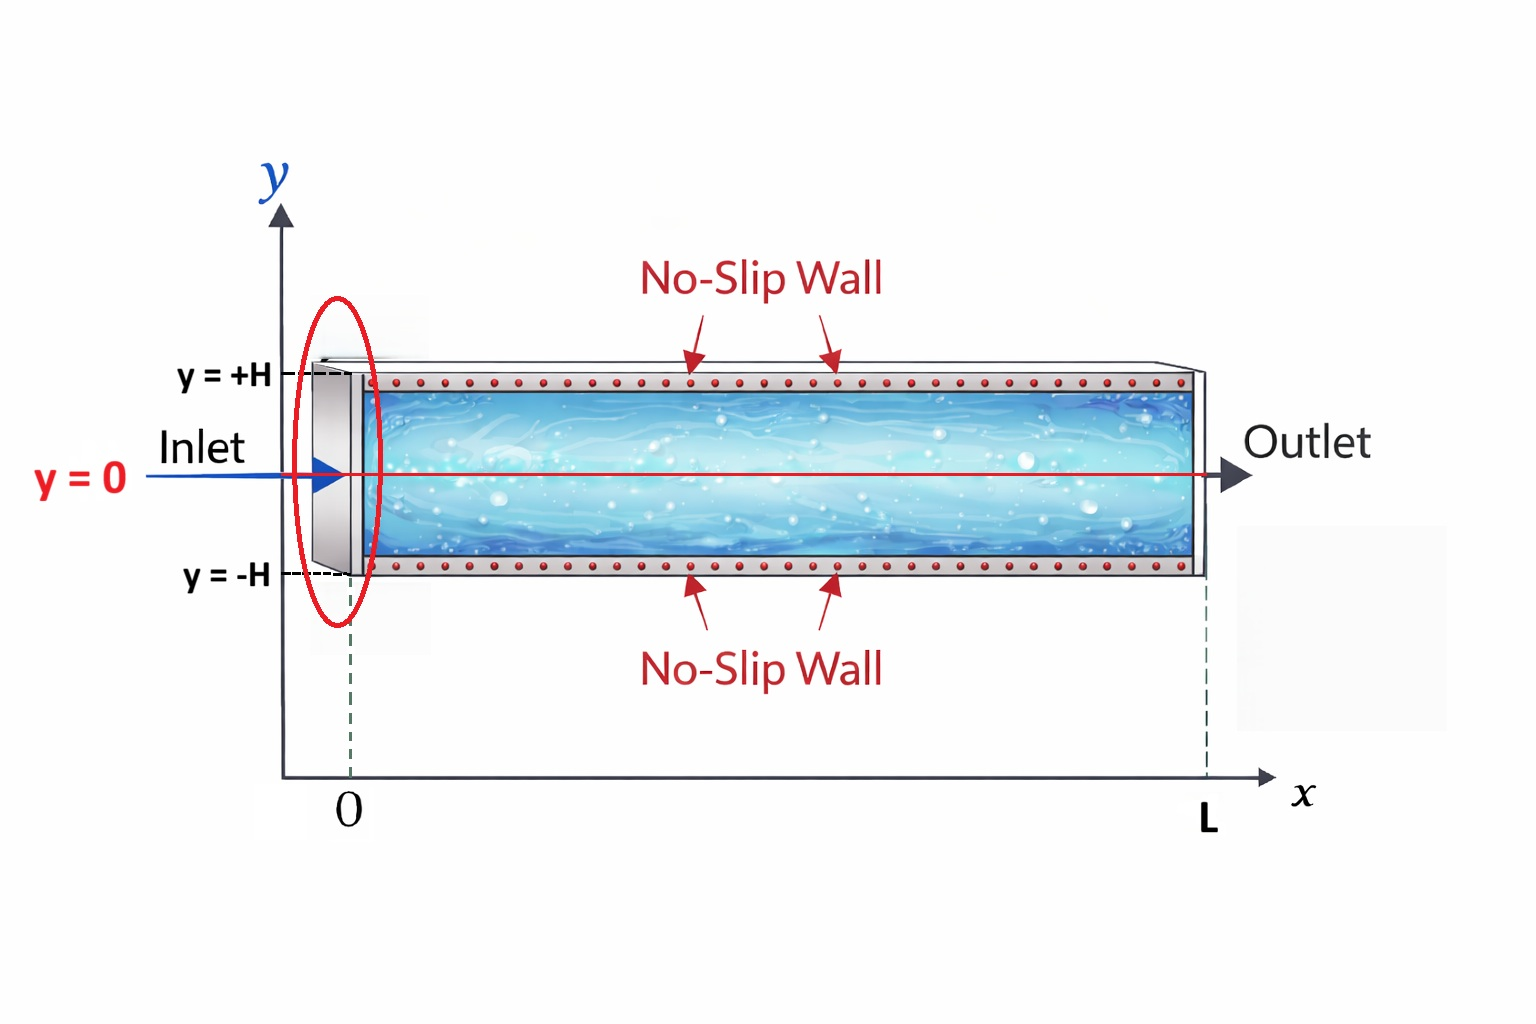 y
No-Slip Wall
y = +H
Inlet
Outlet
y = 0
y = -H
No-Slip Wall
0
L
x